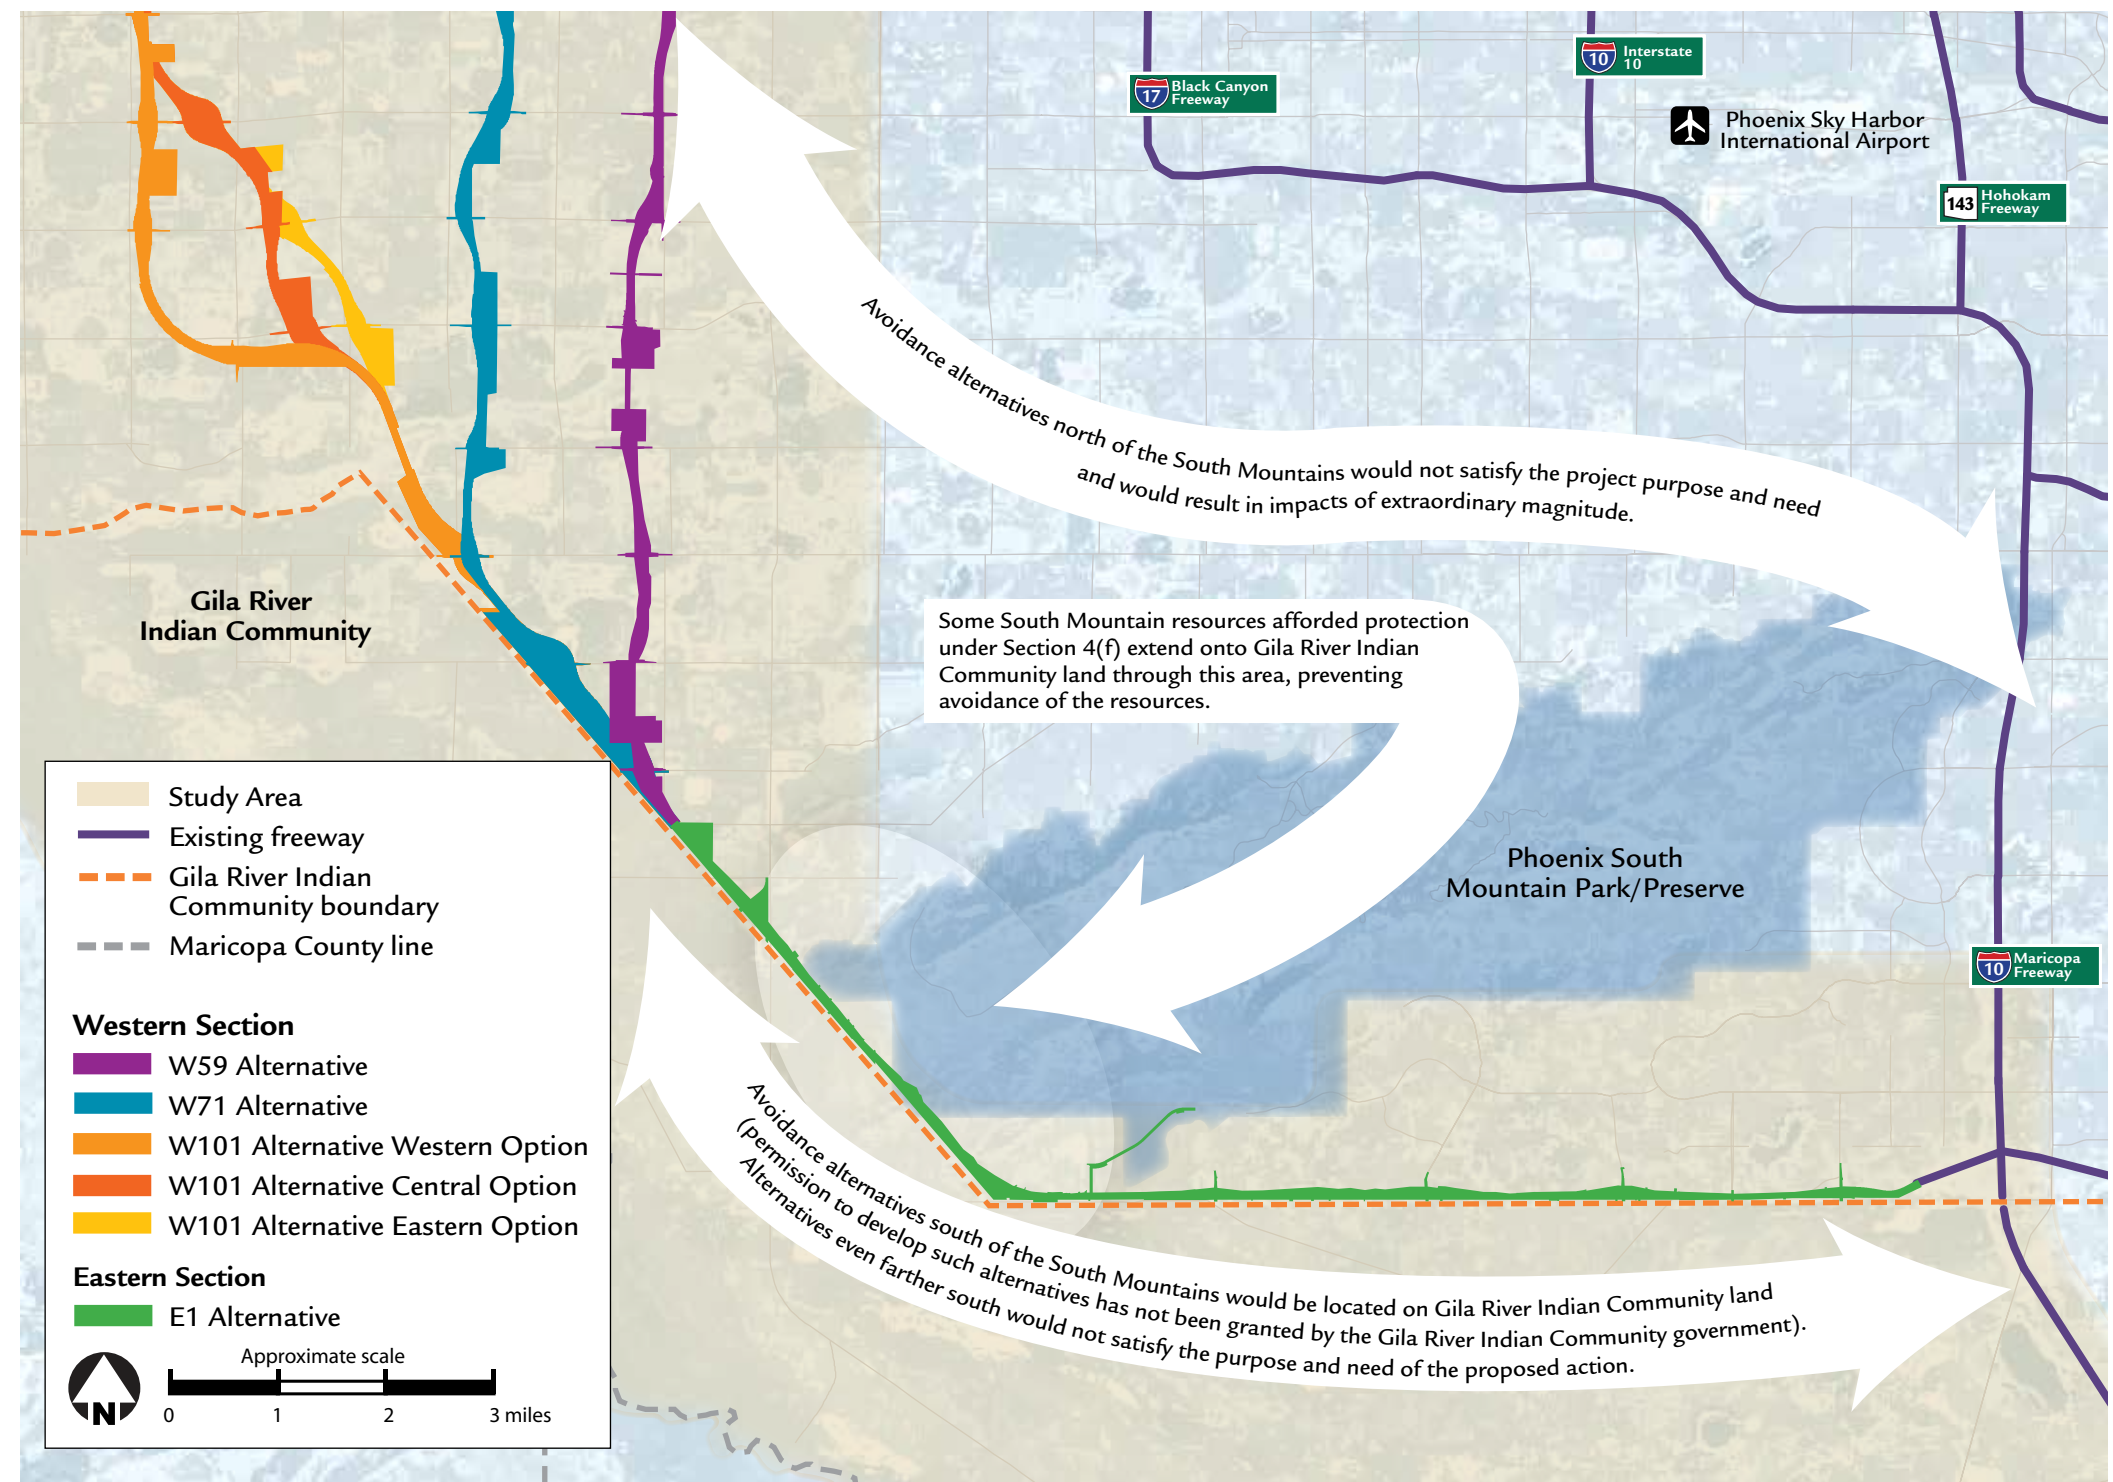 17
Black Canyon
Freeway
10
Interstate
10
Phoenix Sky Harbor
International Airport
143
Hohokam
Freeway
Avoidance alternatives north of the South Mountains would not satisfy the project purpose and need
and would result in impacts of extraordinary magnitude.
Gila River
Indian Community
Some South Mountain resources afforded protection
under Section 4(f) extend onto Gila River Indian
Community land through this area, preventing
avoidance of the resources.
Phoenix South
Mountain Park/Preserve
10
Maricopa
Freeway
Avoidance alternatives south of the South Mountains would be located on Gila River Indian Community land
(permission to develop such alternatives has not been granted by the Gila River Indian Community government).
Alternatives even farther south would not satisfy the purpose and need of the proposed action.
Study Area
Existing freeway
Gila River Indian
Community boundary
Maricopa County line
Western Section
W59 Alternative
W71 Alternative
W101 Alternative Western Option
W101 Alternative Central Option
W101 Alternative Eastern Option
Eastern Section
E1 Alternative
N
Approximate scale
0 1 2 3 miles